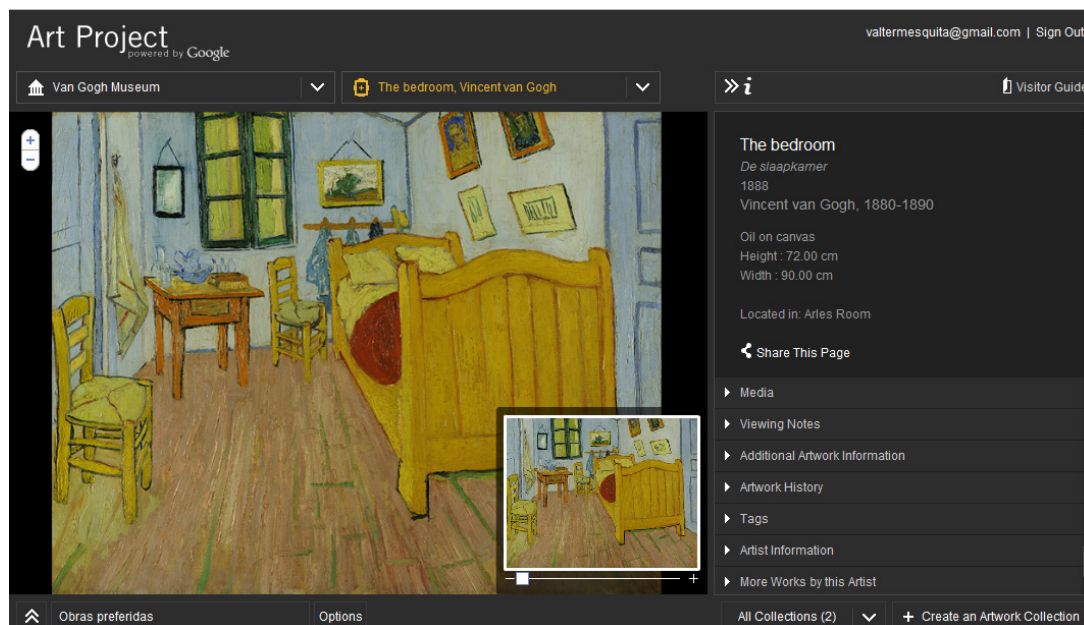 Art Project
powered by Google
valtermesquita@gmail.com | Sign Out
Van Gogh Museum
The bedroom, Vincent van Gogh
i
Visitor Guide
+
−
The bedroom
De slaapkamer
1888
Vincent van Gogh, 1880-1890
Oil on canvas
Height : 72.00 cm
Width : 90.00 cm
Located in: Arles Room
Share This Page
Media
Viewing Notes
Additional Artwork Information
Artwork History
Tags
Artist Information
More Works by this Artist
− +
Obras preferidas
Options
All Collections (2)
+ Create an Artwork Collection